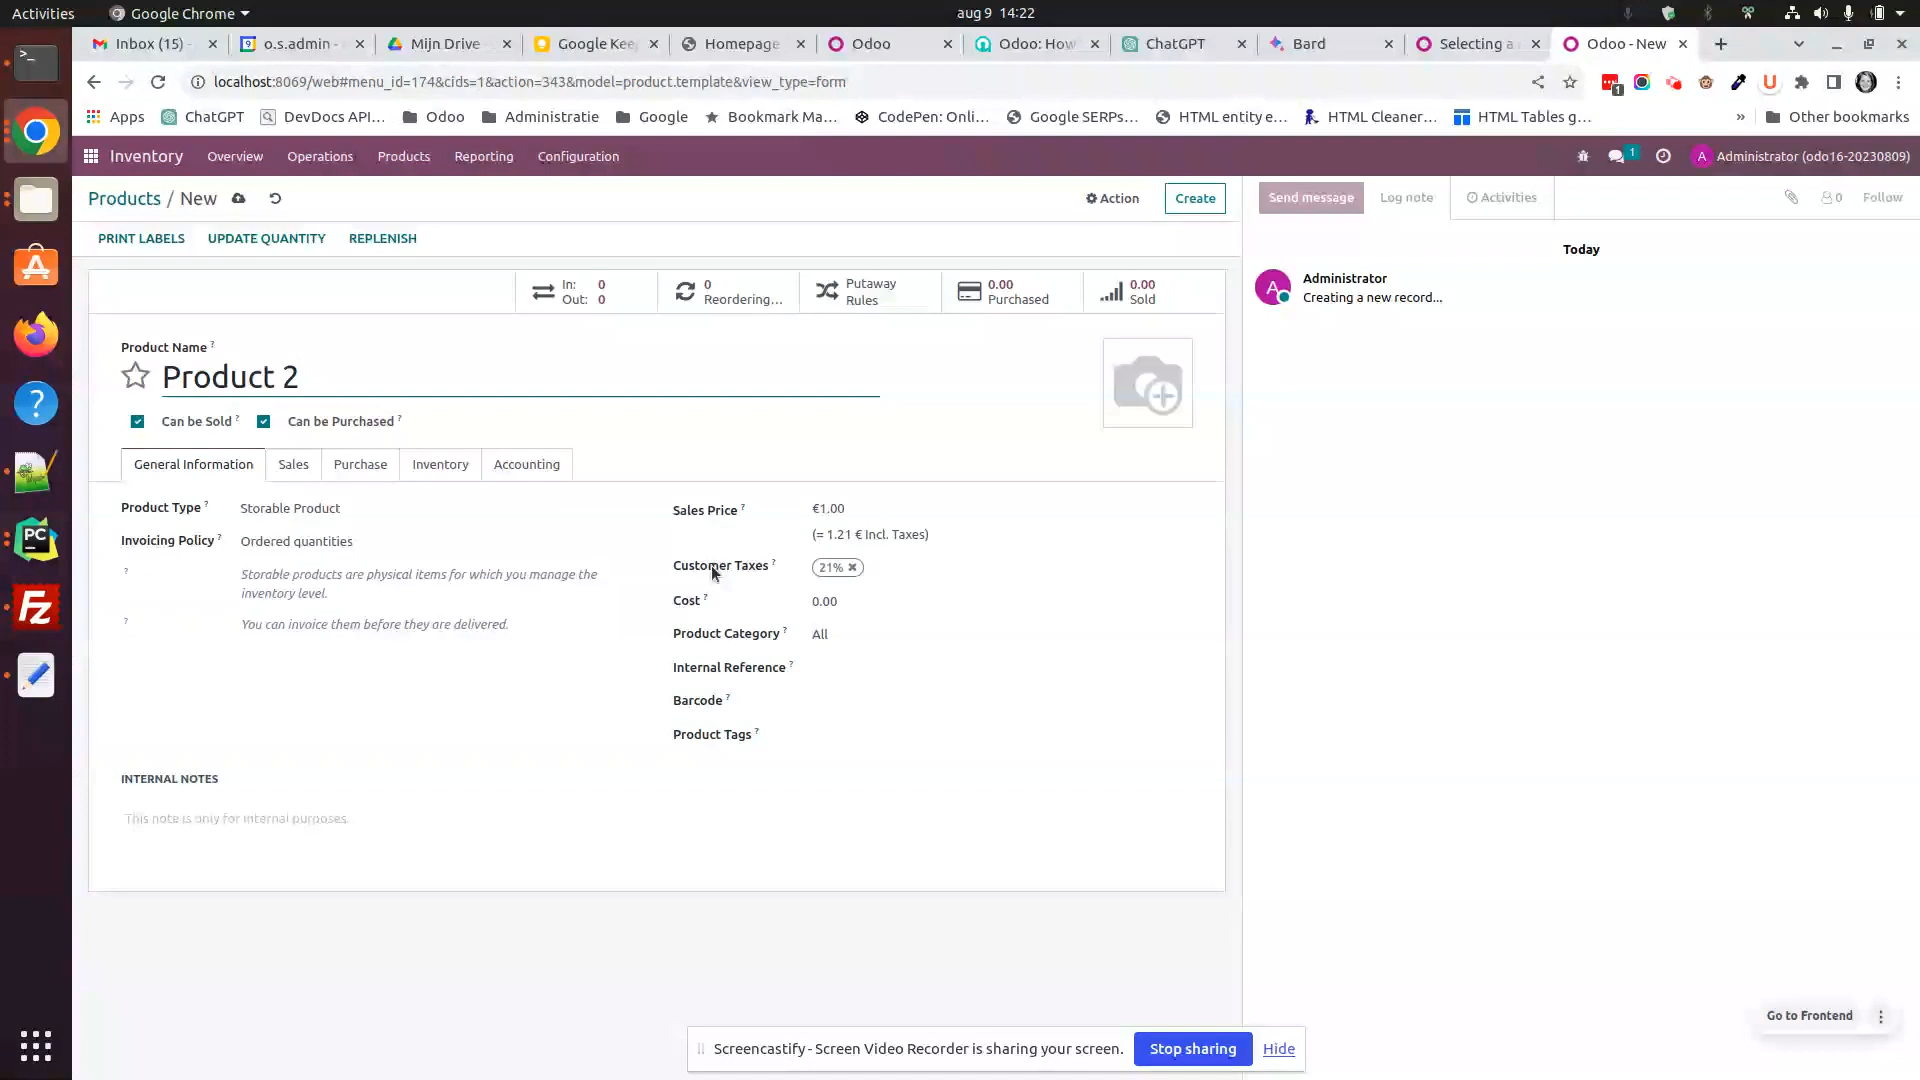 Activities
Google Chrome
aug 9 14:22
Inbox (15) -
o.s.admin -
Mijn Drive
Google Kee
Homepage
Odoo
Odoo: How
ChatGPT
Bard
Selecting a
Odoo - New
localhost:8069/web#menu_id=174&cids=1&action=343&model=product.template&view_type=form
1
Apps
ChatGPT
DevDocs API...
Odoo
Administratie
Google
Bookmark Ma...
CodePen: Onli...
Google SERPs...
HTML entity e...
HTML Cleaner...
HTML Tables g...
»
Other bookmarks
Inventory
Overview
Operations
Products
Reporting
Configuration
1
A
Administrator (odo16-20230809)
Products / New
Action
Create
Send message
Log note
Activities
0
Follow
PRINT LABELS
UPDATE QUANTITY
REPLENISH
In: 0
Out: 0
0
Reordering...
Putaway
Rules
0.00
Purchased
0.00
Sold
Today
A
Administrator
Creating a new record...
Product Name ?
Product 2
Can be Sold ?
Can be Purchased ?
General Information
Sales
Purchase
Inventory
Accounting
Product Type ?
Storable Product
Invoicing Policy ?
Ordered quantities
?
Storable products are physical items for which you manage the
inventory level.
?
You can invoice them before they are delivered.
Sales Price ?
€1.00
(= 1.21 € Incl. Taxes)
Customer Taxes ?
21%
Cost ?
0.00
Product Category ?
All
Internal Reference ?
Barcode ?
Product Tags ?
INTERNAL NOTES
This note is only for internal purposes.
PC
FZ
Go to Frontend
Screencastify - Screen Video Recorder is sharing your screen.
Stop sharing
Hide